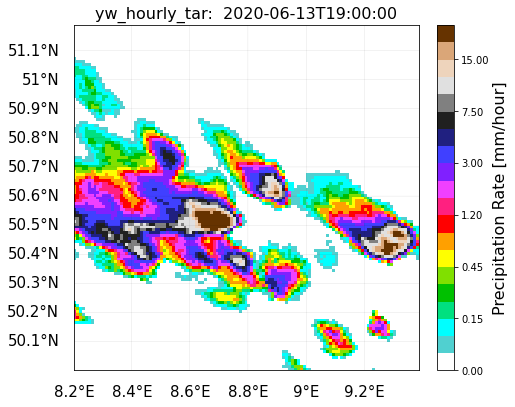 yw_hourly_tar:  2020-06-13T19:00:00
51.1°N
51°N
50.9°N
50.8°N
50.7°N
50.6°N
50.5°N
50.4°N
50.3°N
50.2°N
50.1°N
8.2°E 8.4°E 8.6°E 8.8°E 9°E 9.2°E
15.00
7.50
3.00
1.20
0.45
0.15
0.00
Precipitation Rate [mm/hour]